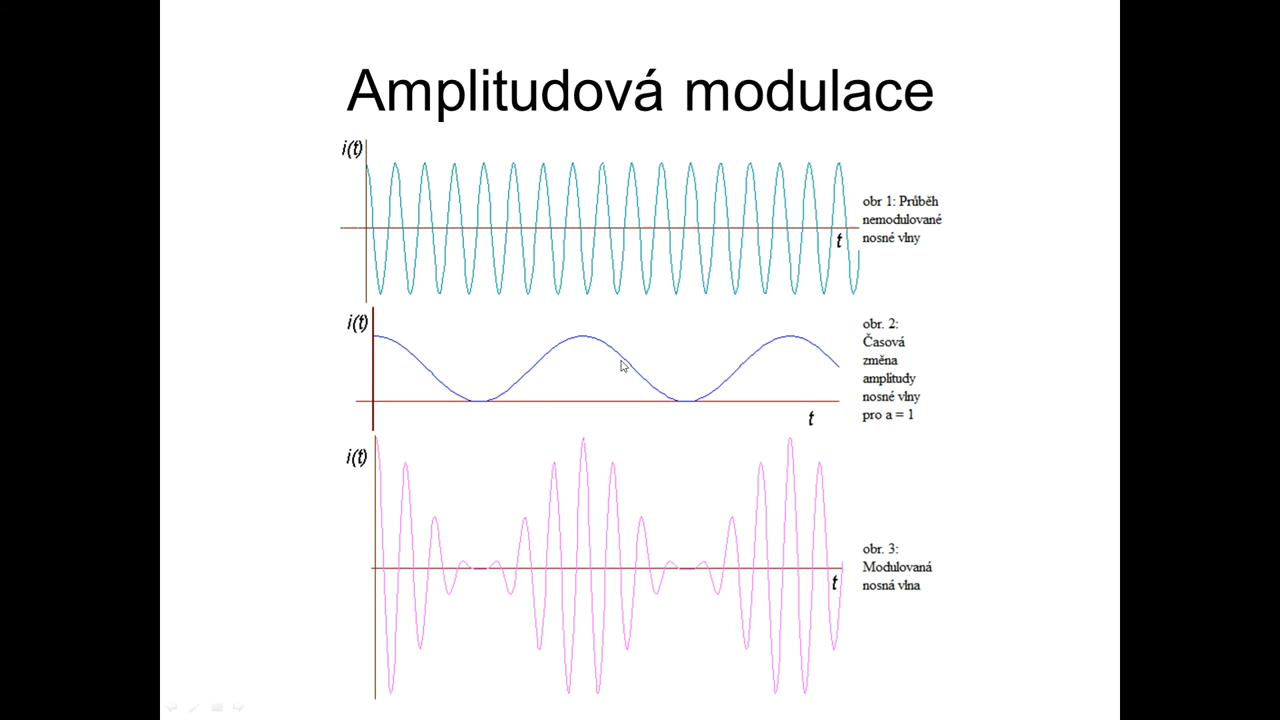 Amplitudová modulace
i(t)
obr 1: Průběh
nemodulované
nosné vlny
t
i(t)
obr. 2:
Časová
změna
amplitudy
nosné vlny
pro a = 1
t
i(t)
obr. 3:
Modulovaná
nosná vlna
t